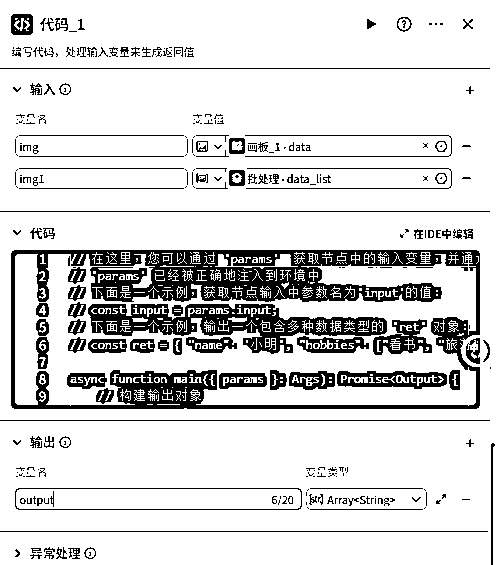 代码_1
编写代码，处理输入变量来生成返回值
输入
变量名 变量值
img 画板_1 - data
img1 批处理 - data_list
代码 在IDE中编辑
1 // 在这里，您可以通过 'params' 获取节点中的输入变量，并通
2 // 'params' 已经被正确地注入到环境中
3 // 下面是一个示例，获取节点输入中参数名为'input'的值：
4 // const input = params.input;
5 // 下面是一个示例，输出一个包含多种数据类型的 'ret' 对象：
6 // const ret = { "name": '小明', "hobbies": ["看书", "旅
7
8 async function main({ params }: Args): Promise<Output> {
9 // 构建输出对象
输出
变量名 变量类型
output 6/20 Array<String>
异常处理